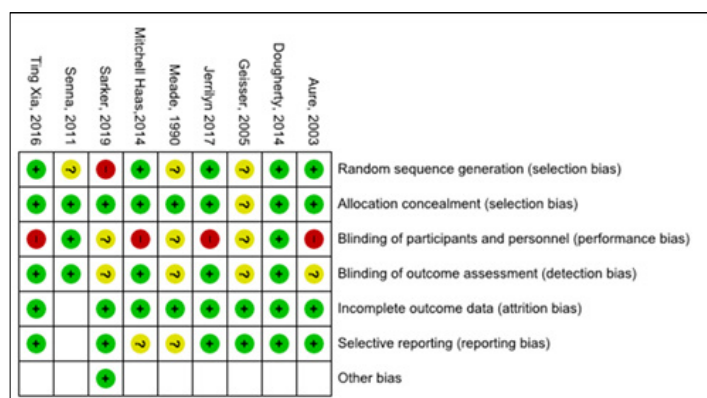 Ting Xia, 2016
Senna, 2011
Sarker, 2019
Mitchell Haas,2014
Meade, 1990
Jerrilyn 2017
Geisser, 2005
Dougherty, 2014
Aure, 2003
+ ? - + ? + ? + + Random sequence generation (selection bias)
+ + + + + + ? + + Allocation concealment (selection bias)
- + ? - ? - ? + - Blinding of participants and personnel (performance bias)
+ + ? + ? + ? + ? Blinding of outcome assessment (detection bias)
+ + + + + + + + Incomplete outcome data (attrition bias)
+ + ? ? + + + + Selective reporting (reporting bias)
+ Other bias